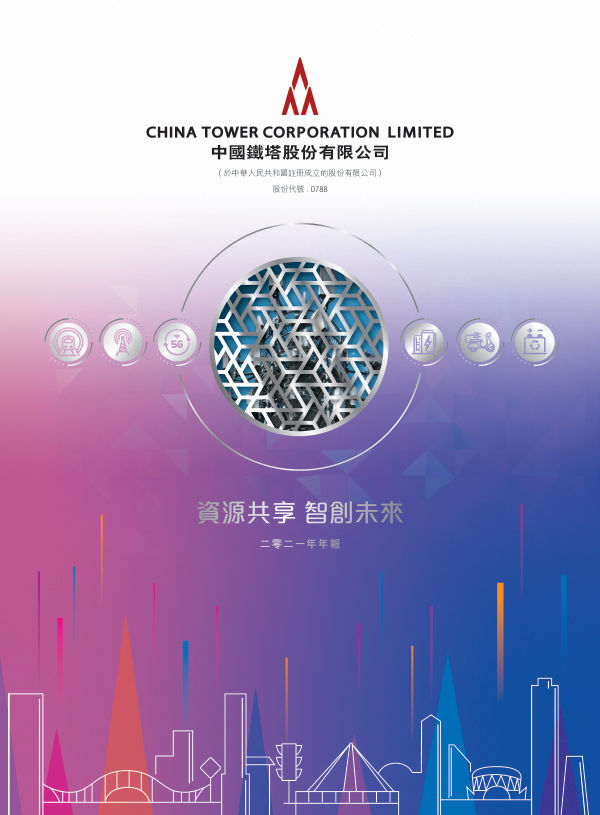 CHINA TOWER CORPORATION LIMITED
中國鐵塔股份有限公司
（於中華人民共和國註冊成立的股份有限公司）
股份代號 : 0788
5G
資源共享 智創未來
二零二一年年報